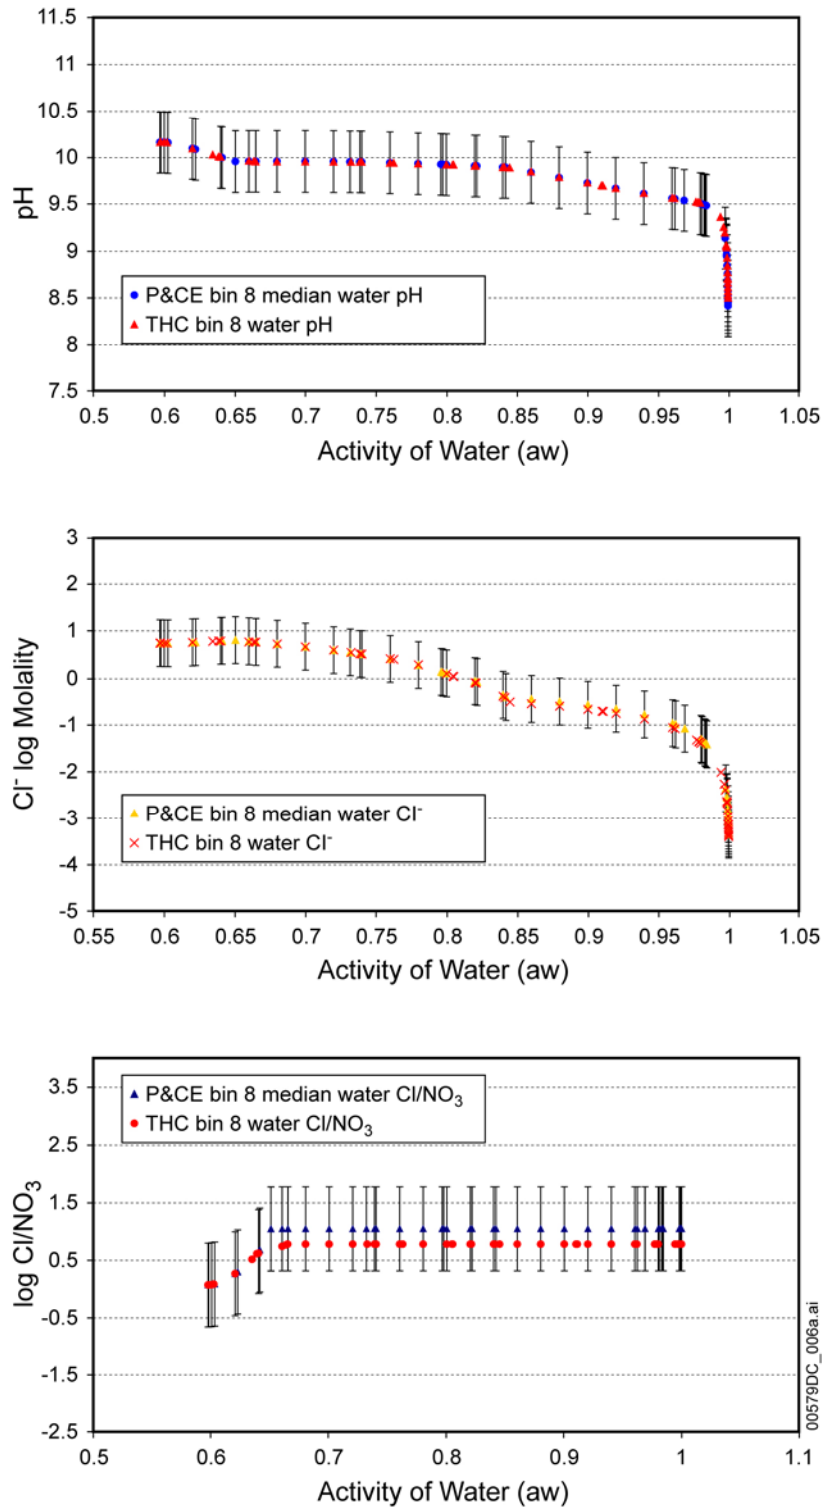 11.5
11
10.5
10
9.5
9
8.5
8
7.5
pH
P&CE bin 8 median water pH
THC bin 8 water pH
0.5 0.55 0.6 0.65 0.7 0.75 0.8 0.85 0.9 0.95 1 1.05
Activity of Water (aw)
3
2
1
0
-1
-2
-3
-4
-5
Cl⁻ log Molality
P&CE bin 8 median water Cl⁻
THC bin 8 water Cl⁻
0.55 0.6 0.65 0.7 0.75 0.8 0.85 0.9 0.95 1 1.05
Activity of Water (aw)
3.5
2.5
1.5
0.5
-0.5
-1.5
-2.5
log Cl/NO₃
P&CE bin 8 median water Cl/NO₃
THC bin 8 water Cl/NO₃
0.5 0.6 0.7 0.8 0.9 1 1.1
Activity of Water (aw)
00579DC_006a.ai